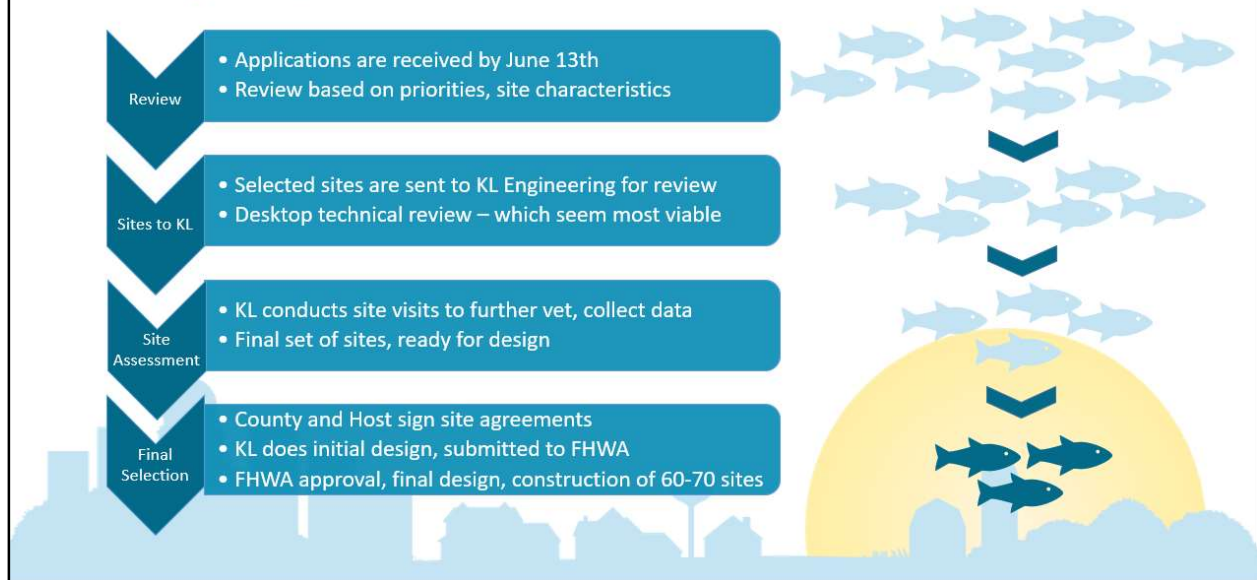 Review
• Applications are received by June 13th
• Review based on priorities, site characteristics
Sites to KL
• Selected sites are sent to KL Engineering for review
• Desktop technical review – which seem most viable
Site
Assessment
• KL conducts site visits to further vet, collect data
• Final set of sites, ready for design
Final
Selection
• County and Host sign site agreements
• KL does initial design, submitted to FHWA
• FHWA approval, final design, construction of 60-70 sites